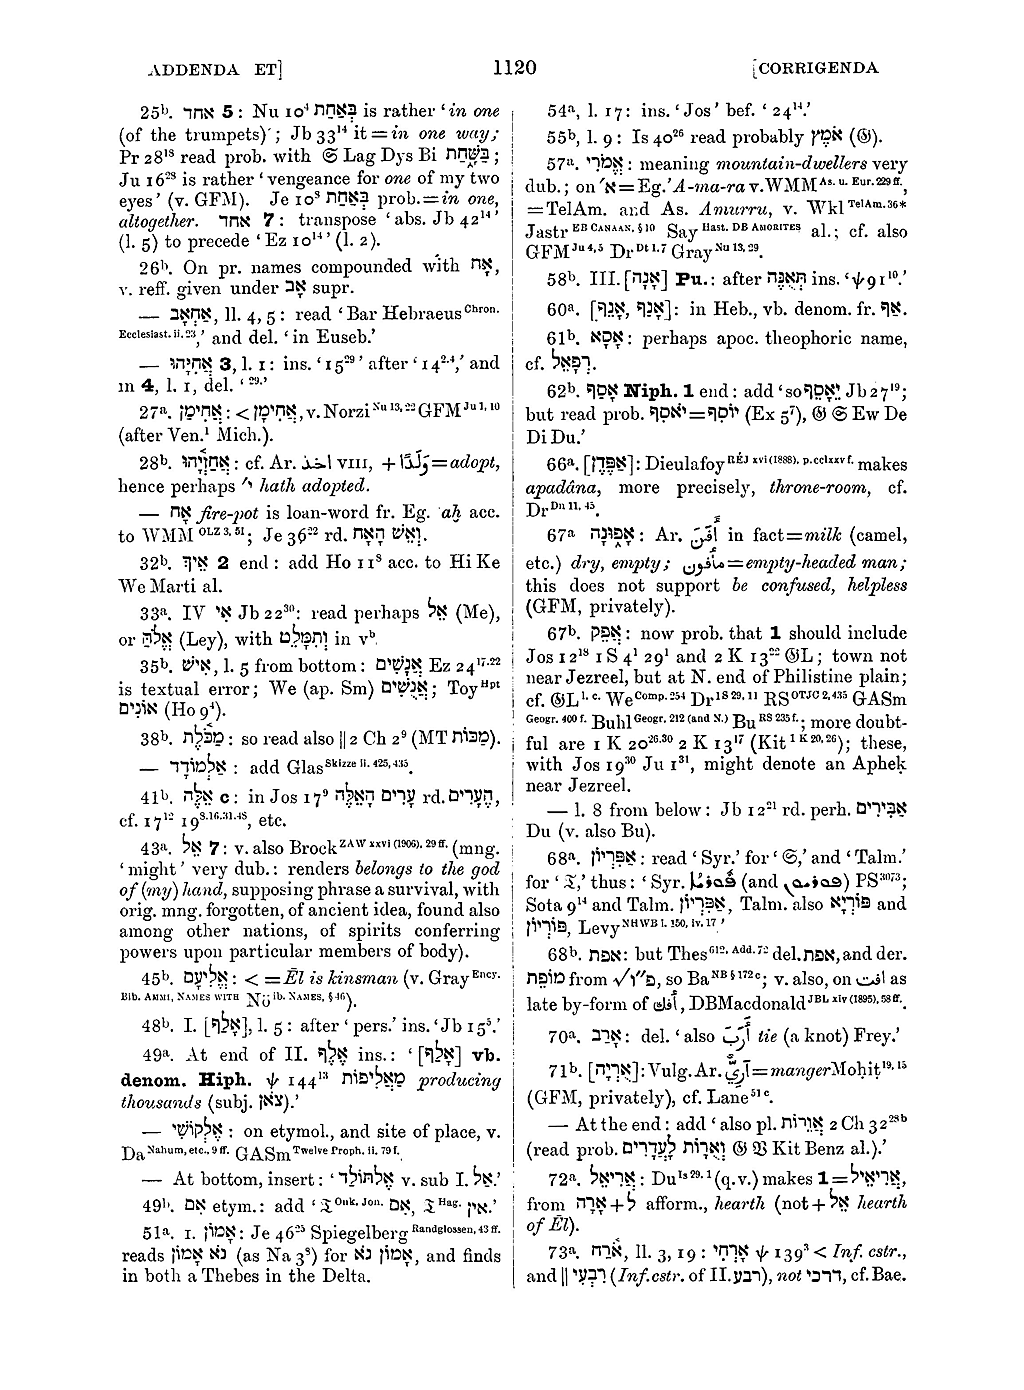 ADDENDA ET] 1120 [CORRIGENDA
25ᵇ. אחד 5 : Nu 10⁴ בְּאַחַת is rather ‘in one
(of the trumpets)’ ; Jb 33¹⁴ it = in one way;
Pr 28¹⁸ read prob. with 𝔖 Lag Dys Bi בְּשַׁ֫חַת ;
Ju 16²⁸ is rather ‘vengeance for one of my two
eyes’ (v. GFM). Je 10⁸ בְּאַחַת prob. = in one,
altogether. אחד 7 : transpose ‘abs. Jb 42¹⁴’
(l. 5) to precede ‘Ez 10¹⁴’ (l. 2).
26ᵇ. On pr. names compounded with אָח,
v. reff. given under אָב supr.
— אַחְאָב, ll. 4, 5 : read ‘Bar Hebraeus Chron.
Ecclesiast. ii. 23,’ and del. ‘in Euseb.’
— אֲחִיָּהוּ 3, l. 1 : ins. ‘15²⁹’ after ‘14²·⁴,’ and
in 4, l. 1, del. ‘²⁹.’
27ᵃ. אֲחִימַן : < אֲחִימָן, v. Norzi Nu 13, 22 GFM Ju 1, 10
(after Ven.¹ Mich.).
28ᵇ. אֲחֻזְיָהוּ : cf. Ar. اخذ VIII, + وَلَدًا = adopt,
hence perhaps ׳י hath adopted.
— אָח fire-pot is loan-word fr. Eg. ʿaḫ acc.
to WMM OLZ 3, 51 ; Je 36²² rd. וְאֵשׁ הָאָח.
32ᵇ. אֵיךְ 2 end : add Ho 11⁸ acc. to Hi Ke
We Marti al.
33ᵃ. IV אִי Jb 22³⁰ : read perhaps אֵל (Me),
or אֱלֹהַּ (Ley), with וְתִמָּלֵט in vᵇ.
35ᵇ. אִישׁ, l. 5 from bottom : אֲנָשִׁים Ez 24¹⁷·²²
is textual error ; We (ap. Sm) אֲנֻשִׁים ; Toy Hpt
אוֹנִים (Ho 9⁴).
38ᵇ. מַכֹּ֫לֶת : so read also ‖ 2 Ch 2⁹ (MT מַכּוֹת).
— אַלְמוֹדָד : add Glas Skizze ii. 425, 435.
41ᵇ. אֵלֶּה c : in Jos 17⁹ עָרִים הָאֵלֶּה rd. הֶעָרִים,
cf. 17¹² 19⁸·¹⁶·³¹·⁴⁸, etc.
43ᵃ. אֵל 7 : v. also Brock ZAW xxvi (1906), 29 ff. (mng.
‘might’ very dub. : renders belongs to the god
of (my) hand, supposing phrase a survival, with
orig. mng. forgotten, of ancient idea, found also
among other nations, of spirits conferring
powers upon particular members of body).
45ᵇ. אֱלִיעָם : < = Ēl is kinsman (v. Gray Ency.
Bib. AMMI, NAMES WITH Nö ib. NAMES, § 46).
48ᵇ. I. [אָלַף], l. 5 : after ‘pers.’ ins. ‘Jb 15⁵.’
49ᵃ. At end of II. אֶלֶף ins. : ‘[אָלַף] vb.
denom. Hiph. ψ 144¹³ מַאֲלִיפוֹת producing
thousands (subj. צֹאן).’
— אֶלְקוֹשִׁי : on etymol., and site of place, v.
Da Nahum, etc., 9 ff. GASm Twelve Proph. ii. 79 f.
— At bottom, insert : ‘אֶלְתּוֹלַד v. sub I. אל.’
49ᵇ. אִם etym. : add ‘𝔗 Onk. Jon. אִם, 𝔗 Hag. אין.’
51ᵃ. 1. אָמוֹן : Je 46²⁵ Spiegelberg Randglossen, 43 ff.
reads נֹא אָמוֹן (as Na 3⁸) for אָמוֹן נֹא, and finds
in both a Thebes in the Delta.
54ᵃ, l. 17 : ins. ‘Jos’ bef. ‘24¹⁴.’
55ᵇ, l. 9 : Is 40²⁶ read probably אֹמֶץ (𝔊).
57ᵃ. אֱמֹרִי : meaning mountain-dwellers very
dub. ; on ׳א = Eg. ’A-ma-ra v. WMM As. u. Eur. 229 ff.,
= TelAm. and As. Amurru, v. Wkl TelAm. 36*
Jastr EB CANAAN, § 10 Say Hast. DB AMORITES al. ; cf. also
GFM Ju 4, 5 Dr Dt 1. 7 Gray Nu 13, 29.
58ᵇ. III. [אָנָה] Pu. : after תְּאֻנֶּה ins. ‘ψ 91¹⁰.’
60ᵃ. [אָנַף, אָנֵף] : in Heb., vb. denom. fr. אַף.
61ᵇ. אָסָא : perhaps apoc. theophoric name,
cf. רְפָאֵל.
62ᵇ. אָסַף Niph. 1 end : add ‘so יֵאָסֵף Jb 27¹⁹ ;
but read prob. יֹאסִף = יוֹסִף (Ex 5⁷), 𝔊 𝔖 Ew De
Di Du.’
66ᵃ. [אַפֶּדֶן] : Dieulafoy RÉJ xvi (1888), p. cclxxv f. makes
apadâna, more precisely, throne-room, cf.
Dr Dn 11, 45.
67ᵃ אֲפוּנָה : Ar. أَفِنَ in fact = milk (camel,
etc.) dry, empty ; مأفون = empty-headed man ;
this does not support be confused, helpless
(GFM, privately).
67ᵇ. אֲפֵק : now prob. that 1 should include
Jos 12¹⁸ 1 S 4¹ 29¹ and 2 K 13²² 𝔊L ; town not
near Jezreel, but at N. end of Philistine plain ;
cf. 𝔊L l. c. We Comp. 254 Dr 1S 29, 11 RS OTJC 2, 435 GASm
Geogr. 400 f. Buhl Geogr. 212 (and N.) Bu RS 235 f. ; more doubt-
ful are 1 K 20²⁶·³⁰ 2 K 13¹⁷ (Kit 1 K 20, 26) ; these,
with Jos 19³⁰ Ju 1³¹, might denote an Apheḳ
near Jezreel.
— l. 8 from below : Jb 12²¹ rd. perh. אַבִּירִים
Du (v. also Bu).
68ᵃ. אַפִּרְיוֹן : read ‘Syr.’ for ‘𝔖,’ and ‘Talm.’
for ‘𝔗,’ thus : ‘Syr. (and ) PS³⁰⁷³ ;
Sota 9¹⁴ and Talm. אַפִּרְיוֹן, Talm. also פּוּרְיָא and
פּוּרְיוֹן, Levy NHWB i. 150, iv. 17.’
68ᵇ. אפת : but Thes 612, Add. 72 del. אפת, and der.
מוֹפֵת from √ו״פ, so Ba NB § 172 c ; v. also, on افت as
late by-form of أفك, DBMacdonald JBL xiv (1895), 58 ff.
70ᵃ. אָרַב : del. ‘also أَرَّبَ tie (a knot) Frey.’
71ᵇ. [אֻרְיָה] : Vulg. Ar. آرِيّ = manger Moḥiṭ 19, 15
(GFM, privately), cf. Lane 51 c.
— At the end : add ‘also pl. אֲוֵרוֹת 2 Ch 32²⁸ᵇ
(read prob. וְאֻרָוֹת לָעֲדָרִים 𝔊 𝔙 Kit Benz al.).’
72ᵃ. אֲרִיאֵל : Du Is 29. 1 (q. v.) makes 1 = אֲרִיאֵיל,
from אָרָה + ל afform., hearth (not + אֵל hearth
of Ēl).
73ᵃ. אֹרַח, ll. 3, 19 : אָרְחִי ψ 139³ < Inf. cstr.,
and ‖ רִבְעִי (Inf. cstr. of II. רבע), not דרכי, cf. Bae.